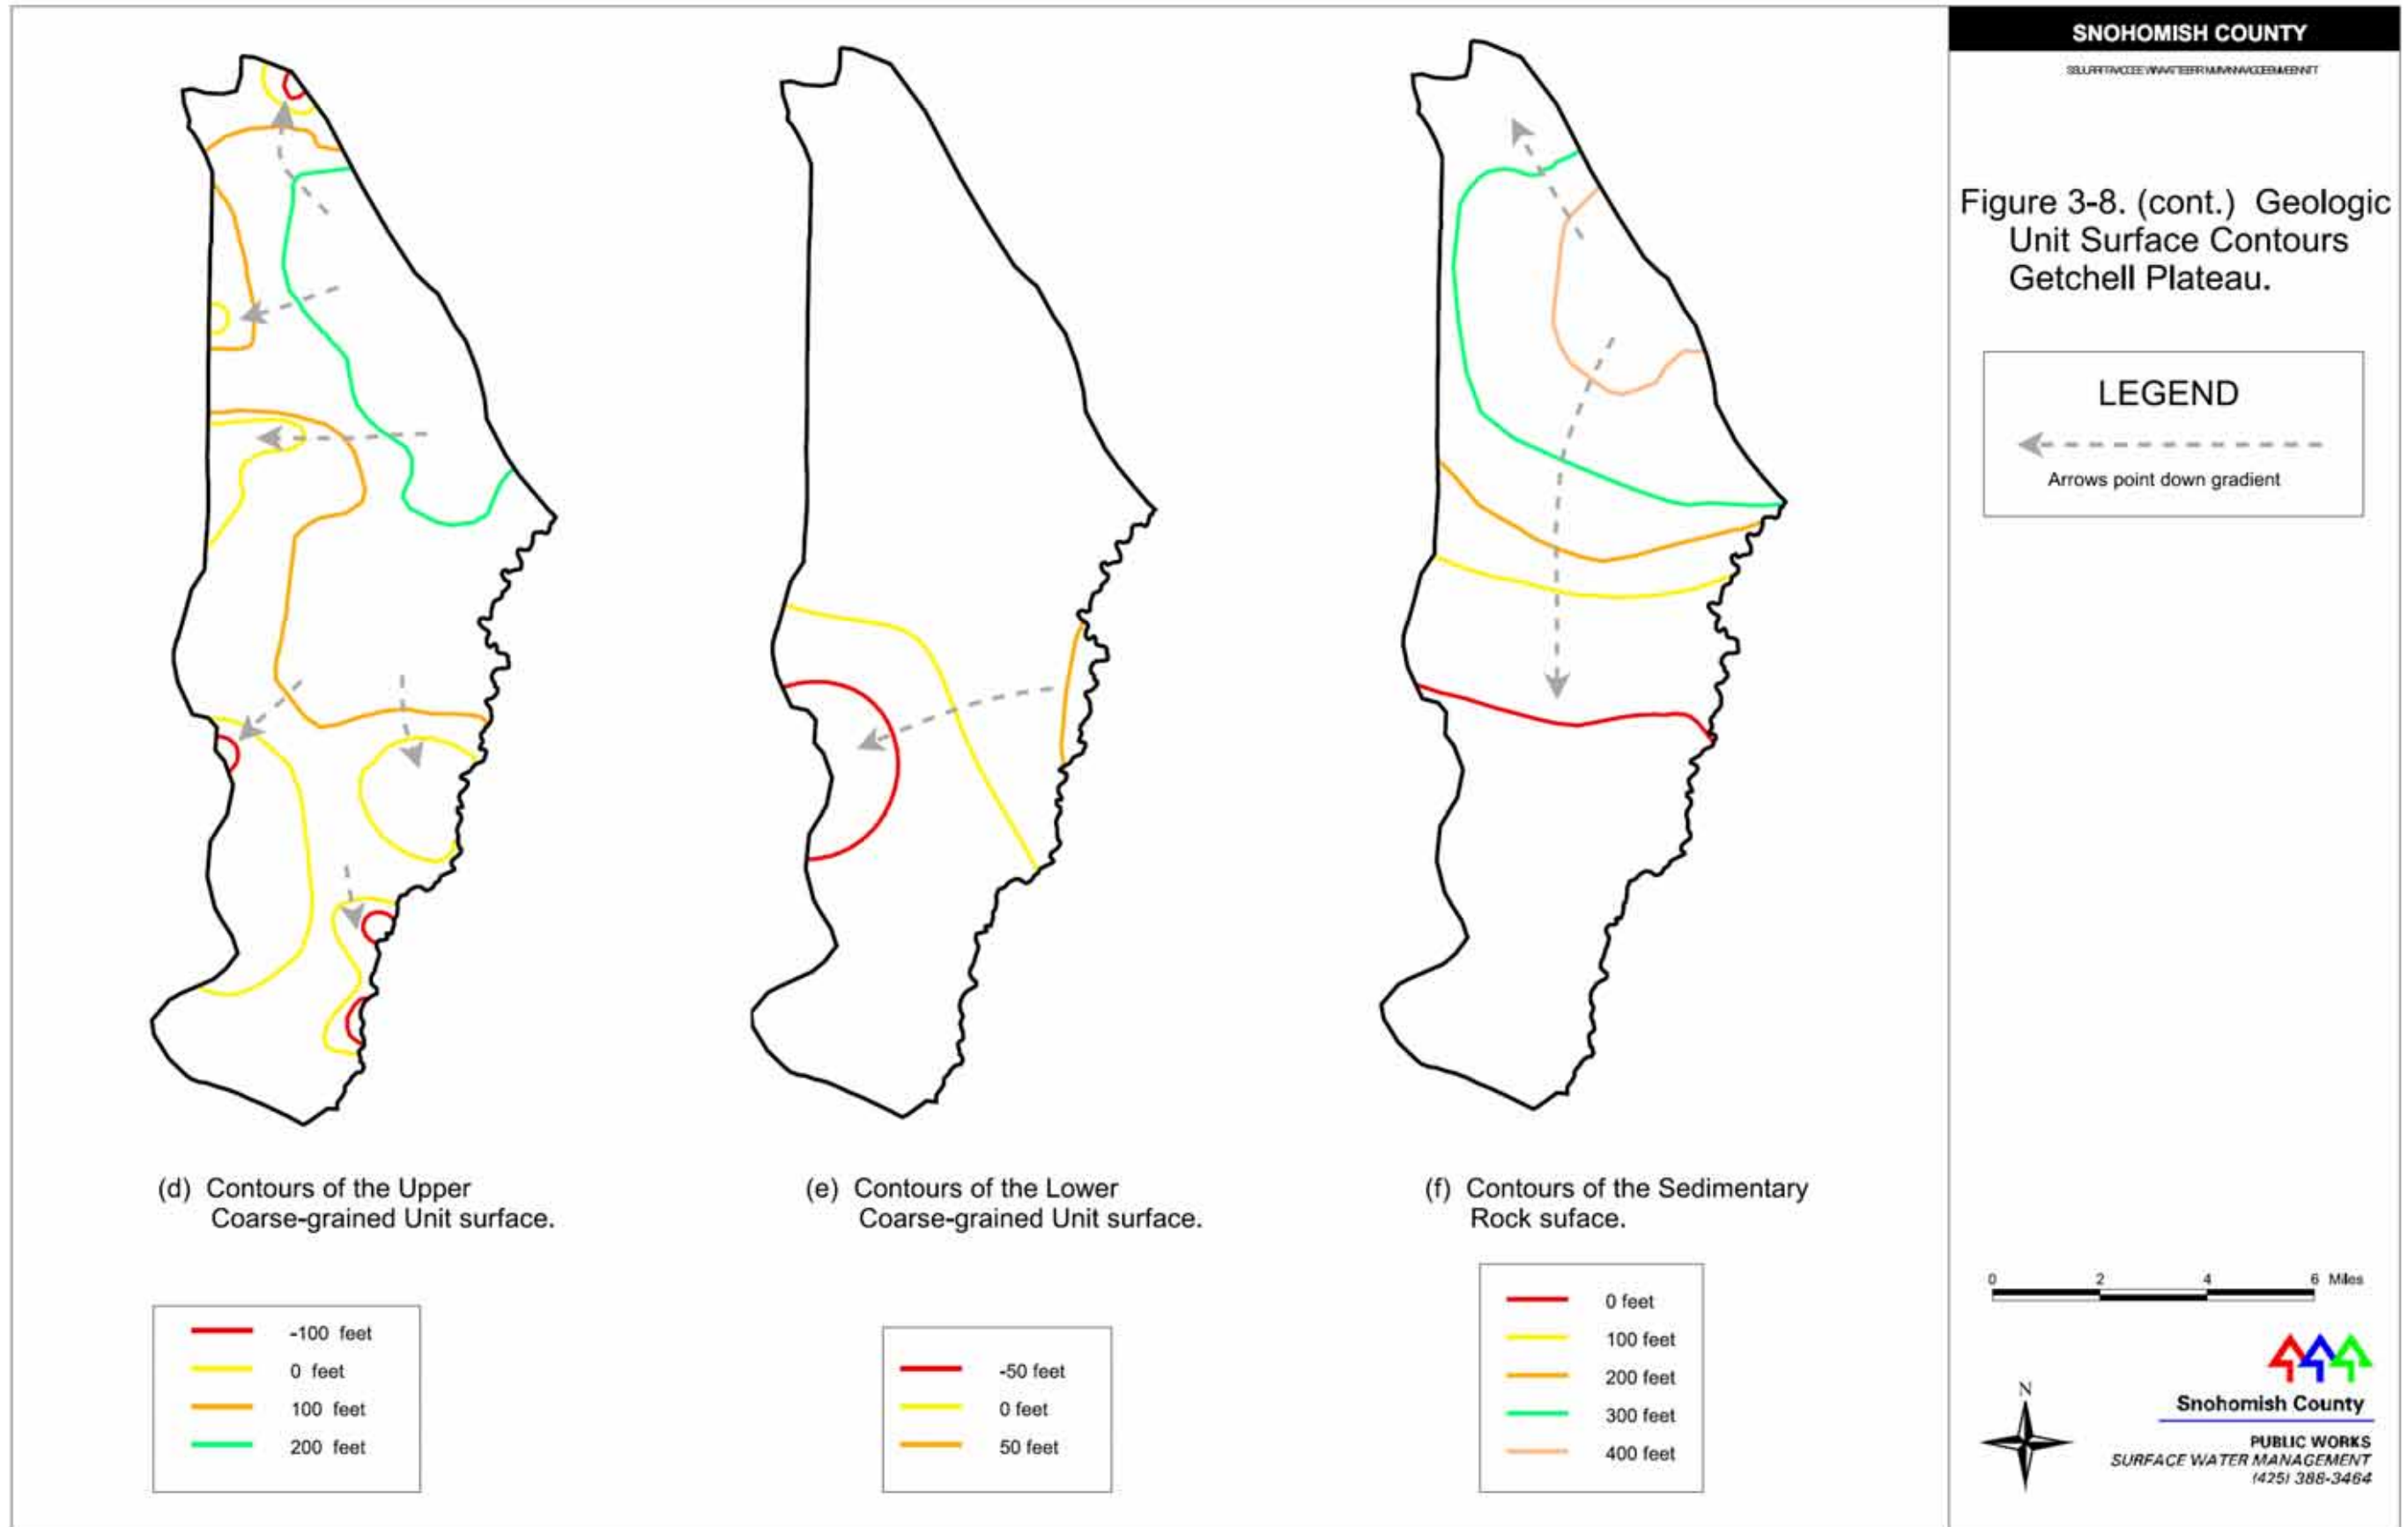 SNOHOMISH COUNTY
Figure 3-8. (cont.) Geologic
Unit Surface Contours
Getchell Plateau.
LEGEND
Arrows point down gradient
(d) Contours of the Upper
Coarse-grained Unit surface.
-100 feet
0 feet
100 feet
200 feet
(e) Contours of the Lower
Coarse-grained Unit surface.
-50 feet
0 feet
50 feet
(f) Contours of the Sedimentary
Rock suface.
0 feet
100 feet
200 feet
300 feet
400 feet
0 2 4 6 Miles
N
Snohomish County
PUBLIC WORKS
SURFACE WATER MANAGEMENT
(425) 388-3464